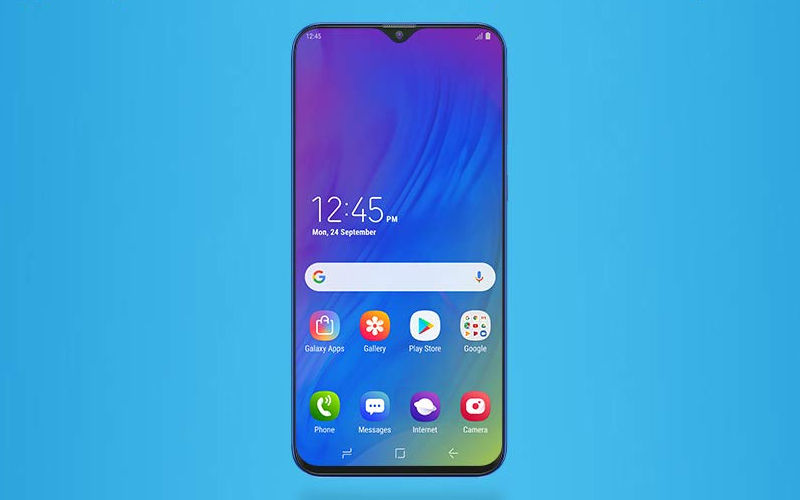 12:45
12:45 PM
Mon, 24 September
Galaxy Apps
Gallery
Play Store
Google
Phone
Messages
Internet
Camera